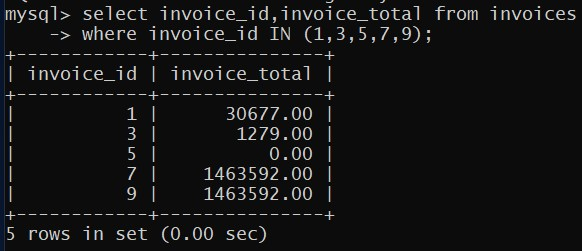 mysql> select invoice_id,invoice_total from invoices
    -> where invoice_id IN (1,3,5,7,9);
+------------+---------------+
| invoice_id | invoice_total |
+------------+---------------+
|          1 |      30677.00 |
|          3 |       1279.00 |
|          5 |          0.00 |
|          7 |    1463592.00 |
|          9 |    1463592.00 |
+------------+---------------+
5 rows in set (0.00 sec)